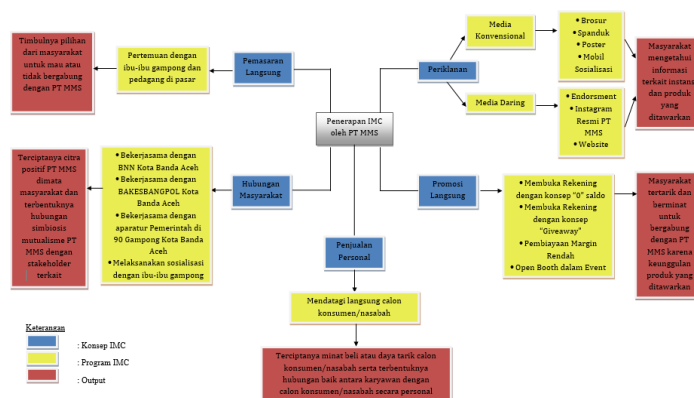 Timbulnya pilihan
dari masyarakat
untuk mau atau
tidak bergabung
dengan PT MMS
Pertemuan dengan
ibu-ibu gampong dan
pedagang di pasar
Pemasaran
Langsung
Penerapan IMC
oleh PT MMS
Periklanan
Media
Konvensional
• Brosur
• Spanduk
• Poster
• Mobil
Sosialisasi
Media Daring
• Endorsment
• Instagram
Resmi PT
MMS
• Website
Masyarakat
mengetahui
informasi
terkait instansi
dan produk
yang
ditawarkan
Terciptanya citra
positif PT MMS
dimata
masyarakat dan
terbentuknya
hubungan
simbiosis
mutualisme PT
MMS dengan
stakeholder
terkait
• Bekerjasama dengan
BNN Kota Banda Aceh
• Bekerjasama dengan
BAKESBANGPOL Kota
Banda Aceh
• Bekerjasama dengan
aparatur Pemerintah di
90 Gampong Kota Banda
Aceh
• Melaksanakan sosialisasi
dengan ibu-ibu gampong
Hubungan
Masyarakat
Promosi
Langsung
• Membuka Rekening
dengan konsep "0" saldo
• Membuka Rekening
dengan konsep
"Giveaway"
• Pembiayaan Margin
Rendah
• Open Booth dalam Event
Masyarakat
tertarik dan
berminat
untuk
bergabung
dengan PT
MMS karena
keunggulan
produk yang
ditawarkan
Penjualan
Personal
Mendatagi langsung calon
konsumen/nasabah
Terciptanya minat beli atau daya tarik calon
konsumen/nasabah serta terbentuknya
hubungan baik antara karyawan dengan
calon konsumen/nasabah secara personal
Keterangan
: Konsep IMC
: Program IMC
: Output